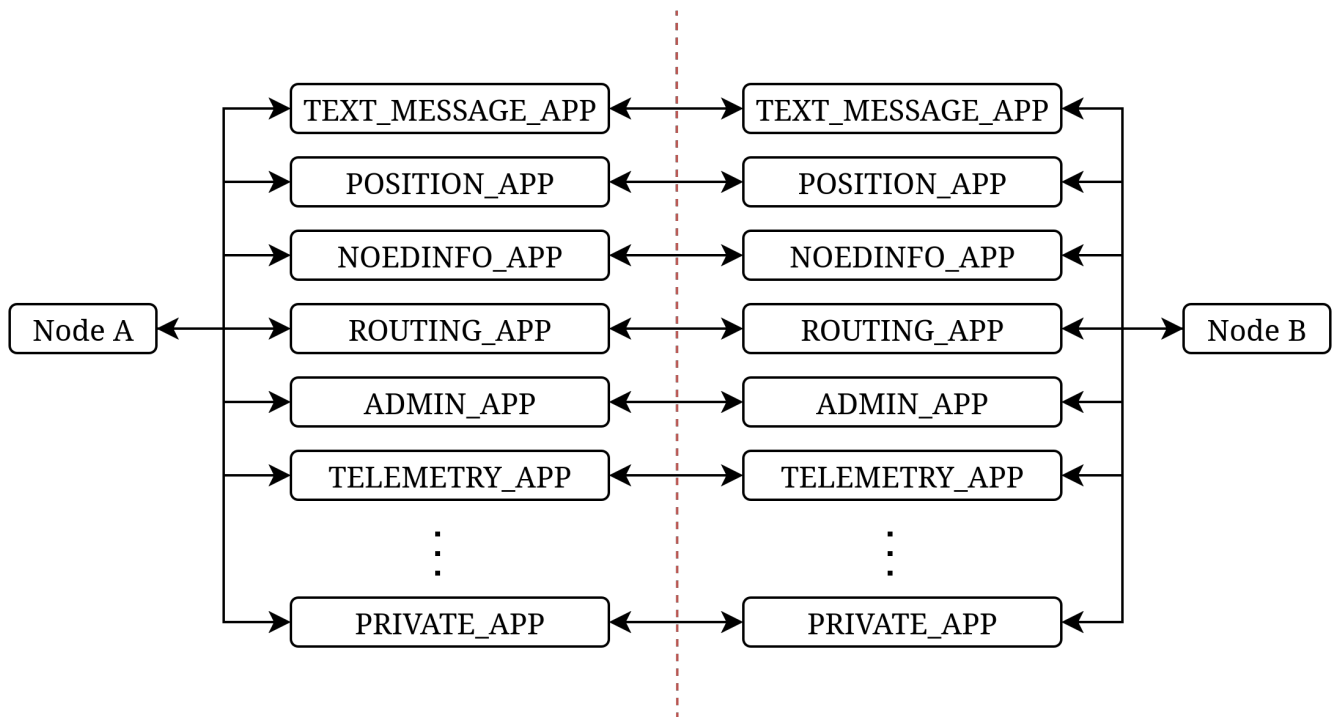 TEXT_MESSAGE_APP TEXT_MESSAGE_APP
POSITION_APP POSITION_APP
NOEDINFO_APP NOEDINFO_APP
Node A ROUTING_APP ROUTING_APP Node B
ADMIN_APP ADMIN_APP
TELEMETRY_APP TELEMETRY_APP
PRIVATE_APP PRIVATE_APP